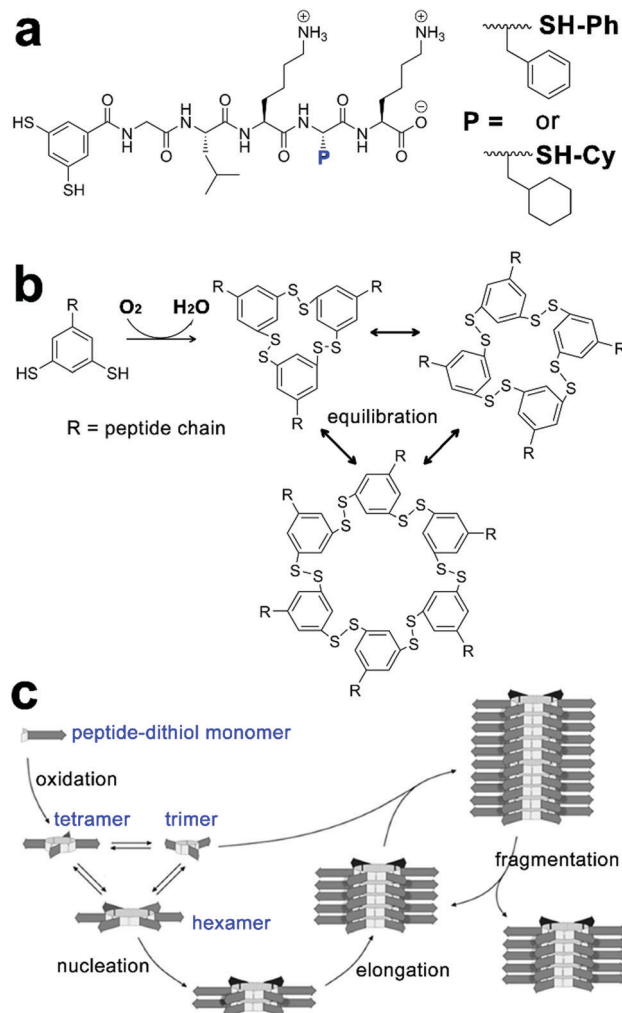 a
NH3
⊕
NH3
⊕
SH-Ph
HS
SH
O
N
H
H
N
O
O
N
H
H
N
O
O
N
H
O
O
⊖
P
P = or
SH-Cy
b
R
HS
SH
O2
H2O
R
S
S
R
S
S
S-S
R
R
S
S
S-S
R
S
S
S-S
R
R
R = peptide chain
equilibration
R
R
S
S
S-S
R
S-S
S-S
R
S-S
S
S
R
R
c
peptide-dithiol monomer
oxidation
tetramer
trimer
hexamer
nucleation
elongation
fragmentation